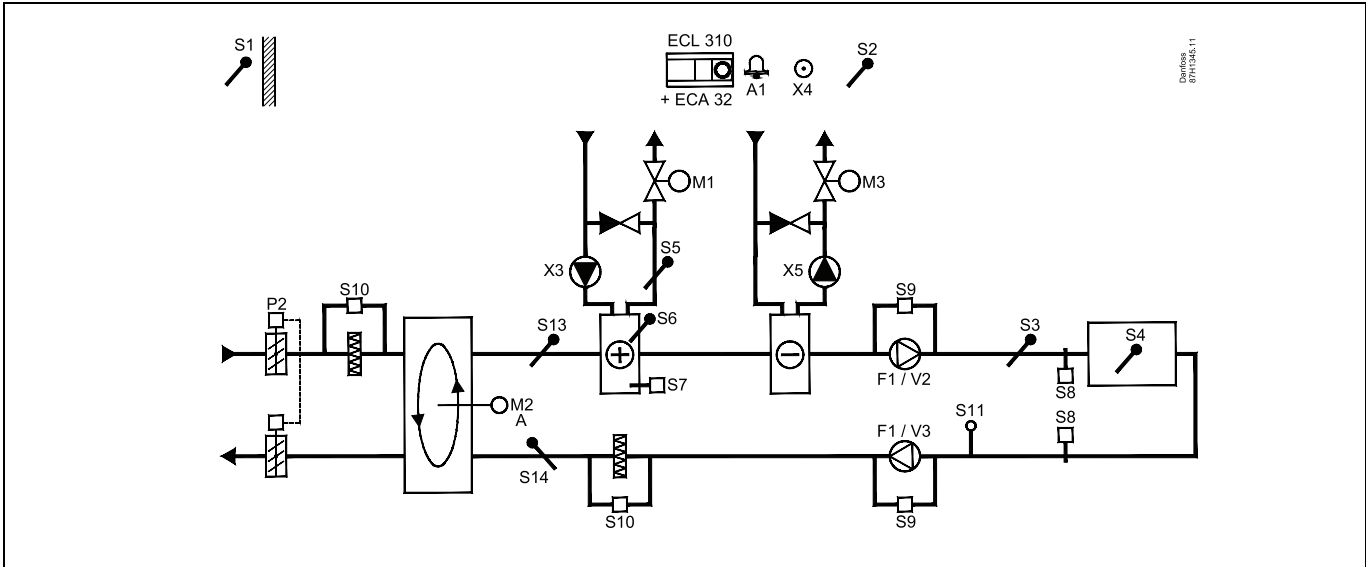 S1
ECL 310
+ ECA 32
A1
X4
S2
Danfoss
87H1345.11
M1
M3
S5
X3
X5
S10
P2
S13
S6
S9
S3
S4
F1 / V2
S7
S8
M2
A
S11
S8
F1 / V3
S14
S10
S9